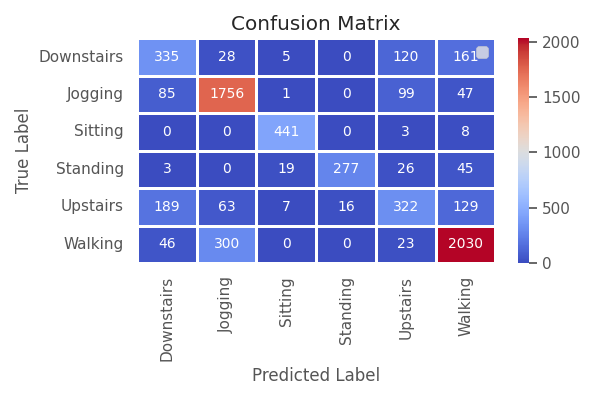 Confusion Matrix
Downstairs 335 28 5 0 120 161
Jogging 85 1756 1 0 99 47
Sitting 0 0 441 0 3 8
Standing 3 0 19 277 26 45
Upstairs 189 63 7 16 322 129
Walking 46 300 0 0 23 2030
Downstairs Jogging Sitting Standing Upstairs Walking
Predicted Label
True Label
2000
1500
1000
500
0